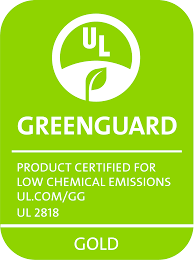 UL
GREENGUARD
PRODUCT CERTIFIED FOR
LOW CHEMICAL EMISSIONS
UL.COM/GG
UL 2818
GOLD